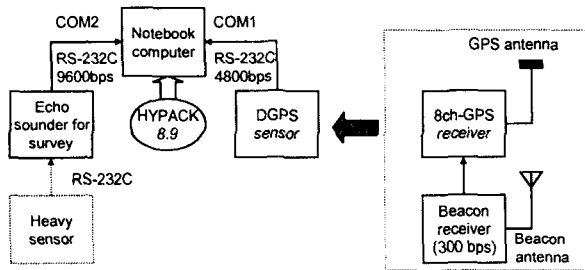 COM2
COM1
Notebook
computer
RS-232C
9600bps
RS-232C
4800bps
GPS antenna
Echo
sounder for
survey
HYPACK
8.9
DGPS
sensor
8ch-GPS
receiver
RS-232C
Heavy
sensor
Beacon
receiver
(300 bps)
Beacon
antenna